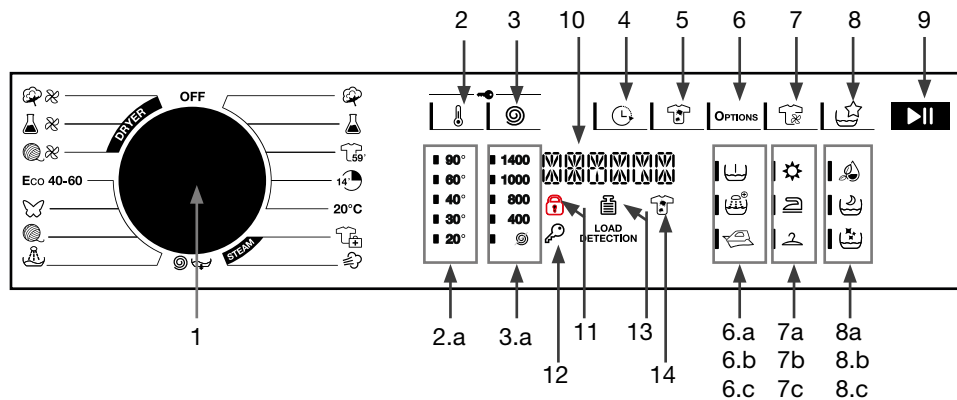 2 3 10 4 5 6 7 8 9
OFF
DRYER
59'
ECO 40-60
14'
20°C
STEAM
OPTIONS
90° 1400
60° 1000
40° 800
30° 400
20°
LOAD
DETECTION
1 2.a 3.a 11 13 6.a 7a 8a
12 14 6.b 7b 8.b
6.c 7c 8.c